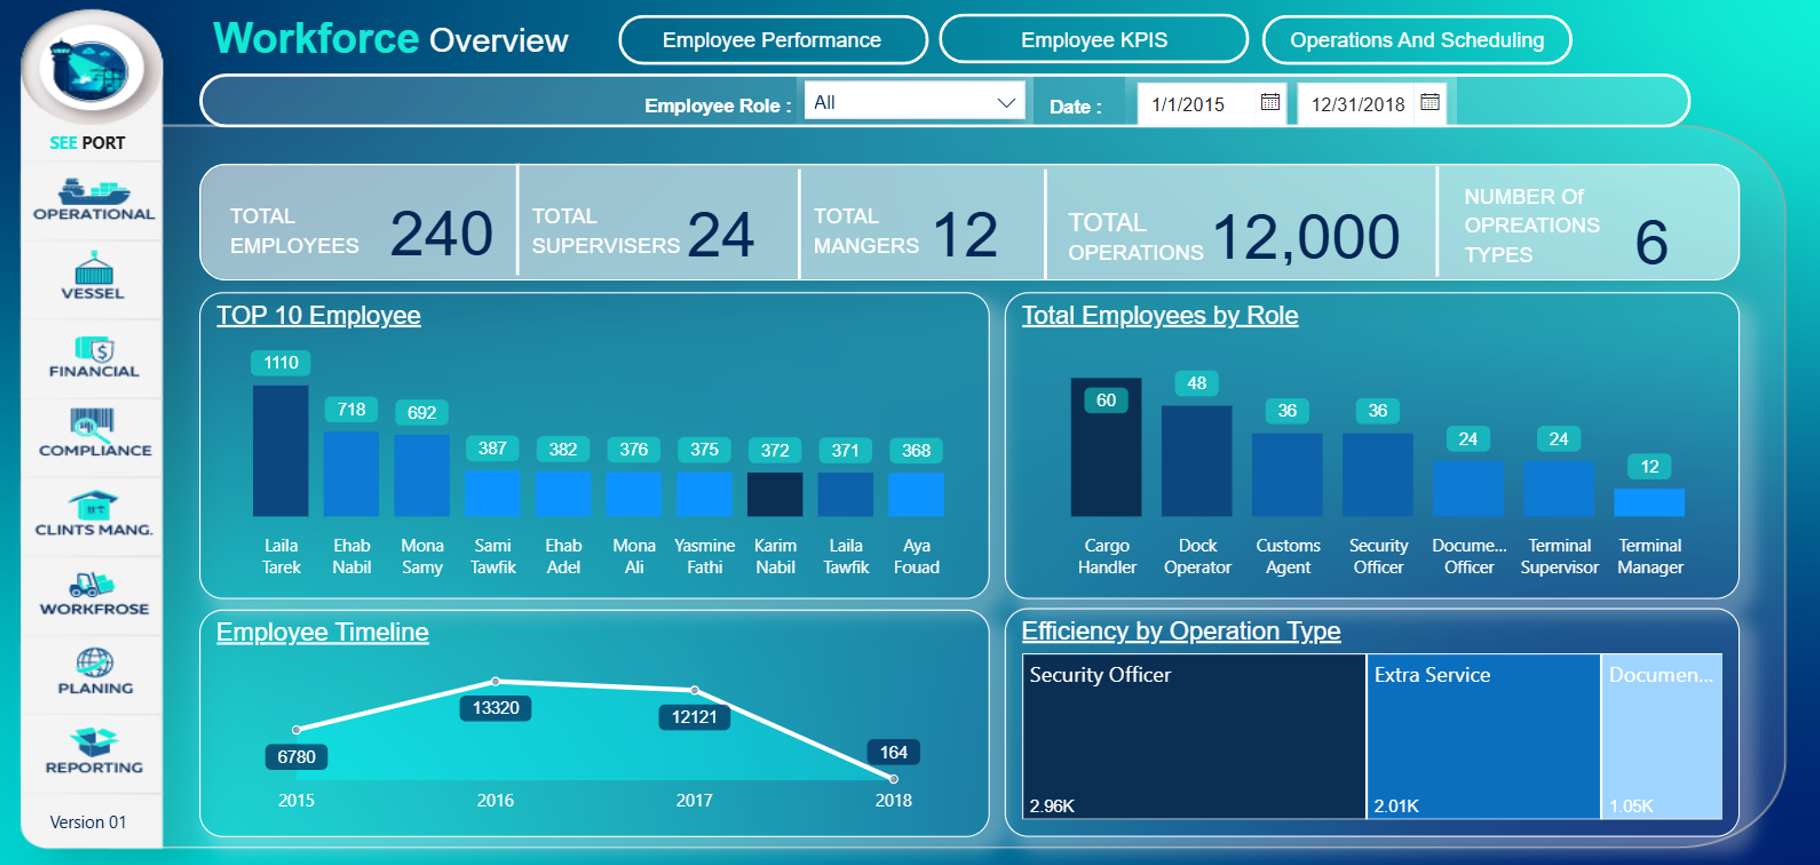 Workforce Overview
Employee Performance
Employee KPIS
Operations And Scheduling
Employee Role :
All
Date :
1/1/2015
12/31/2018
SEE PORT
OPERATIONAL
VESSEL
FINANCIAL
COMPLIANCE
CLINTS MANG.
WORKFROSE
PLANING
REPORTING
Version 01
TOTAL
EMPLOYEES
240
TOTAL
SUPERVISERS
24
TOTAL
MANGERS
12
TOTAL
OPERATIONS
12,000
NUMBER Of
OPREATIONS
TYPES
6
TOP 10 Employee
1110
718
692
387
382
376
375
372
371
368
Laila
Tarek
Ehab
Nabil
Mona
Samy
Sami
Tawfik
Ehab
Adel
Mona
Ali
Yasmine
Fathi
Karim
Nabil
Laila
Tawfik
Aya
Fouad
Total Employees by Role
60
48
36
36
24
24
12
Cargo
Handler
Dock
Operator
Customs
Agent
Security
Officer
Docume...
Officer
Terminal
Supervisor
Terminal
Manager
Employee Timeline
6780
13320
12121
164
2015
2016
2017
2018
Efficiency by Operation Type
Security Officer
2.96K
Extra Service
2.01K
Documen...
1.05K